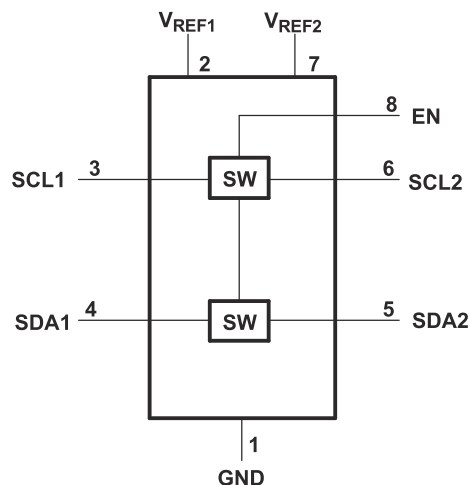 VREF1 VREF2
2 7
8 EN
SCL1 3 SW 6 SCL2
SDA1 4 SW 5 SDA2
1
GND